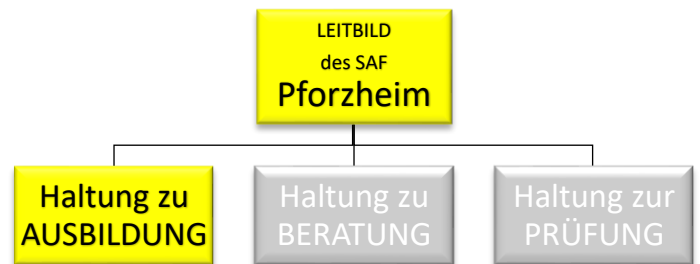 LEITBILD
des SAF
Pforzheim
Haltung zu
AUSBILDUNG
Haltung zu
BERATUNG
Haltung zur
PRÜFUNG